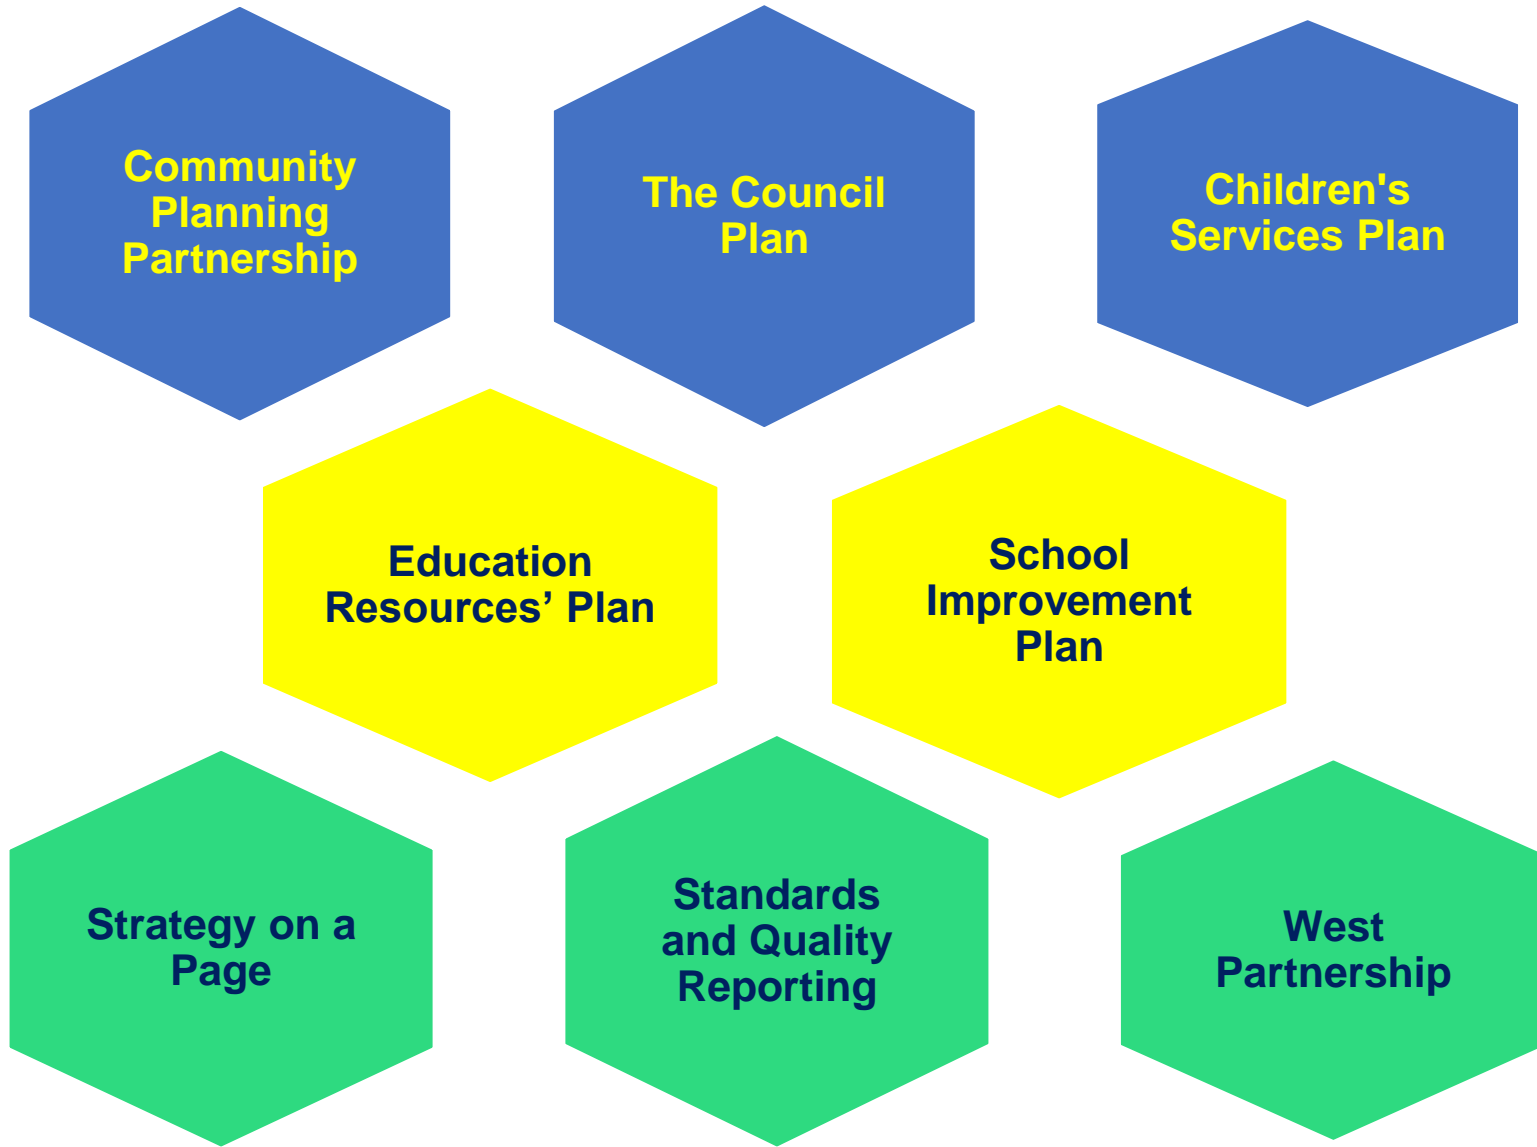 Community
Planning
Partnership
The Council
Plan
Children's
Services Plan
Education
Resources’ Plan
School
Improvement
Plan
Strategy on a
Page
Standards
and Quality
Reporting
West
Partnership